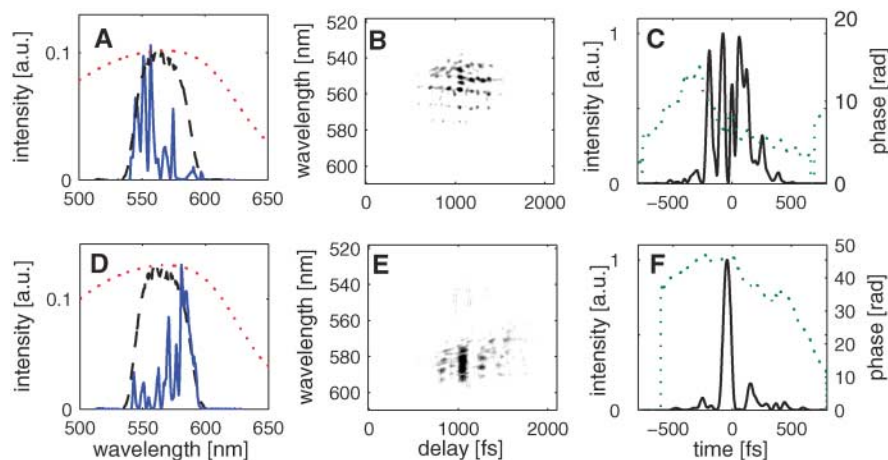 A
B
C
intensity [a.u.]
0.1
0
500 550 600 650
wavelength [nm]
520
540
560
580
600
0 1000 2000
intensity [a.u.]
1
0
−500 0 500
20
10
0
phase [rad]
D
E
F
intensity [a.u.]
0.1
0
500 550 600 650
wavelength [nm]
wavelength [nm]
520
540
560
580
600
0 1000 2000
delay [fs]
intensity [a.u.]
1
0
−500 0 500
time [fs]
50
40
30
20
10
0
phase [rad]